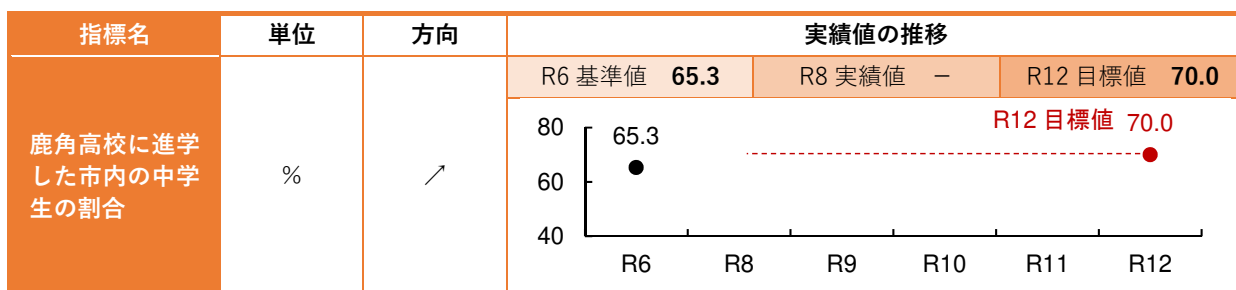 指標名 単位 方向 実績値の推移
R6 基準値 65.3 R8 実績値 － R12 目標値 70.0
鹿角高校に進学
した市内の中学
生の割合
% ↗
R12 目標値 70.0
65.3
80
60
40
R6 R8 R9 R10 R11 R12